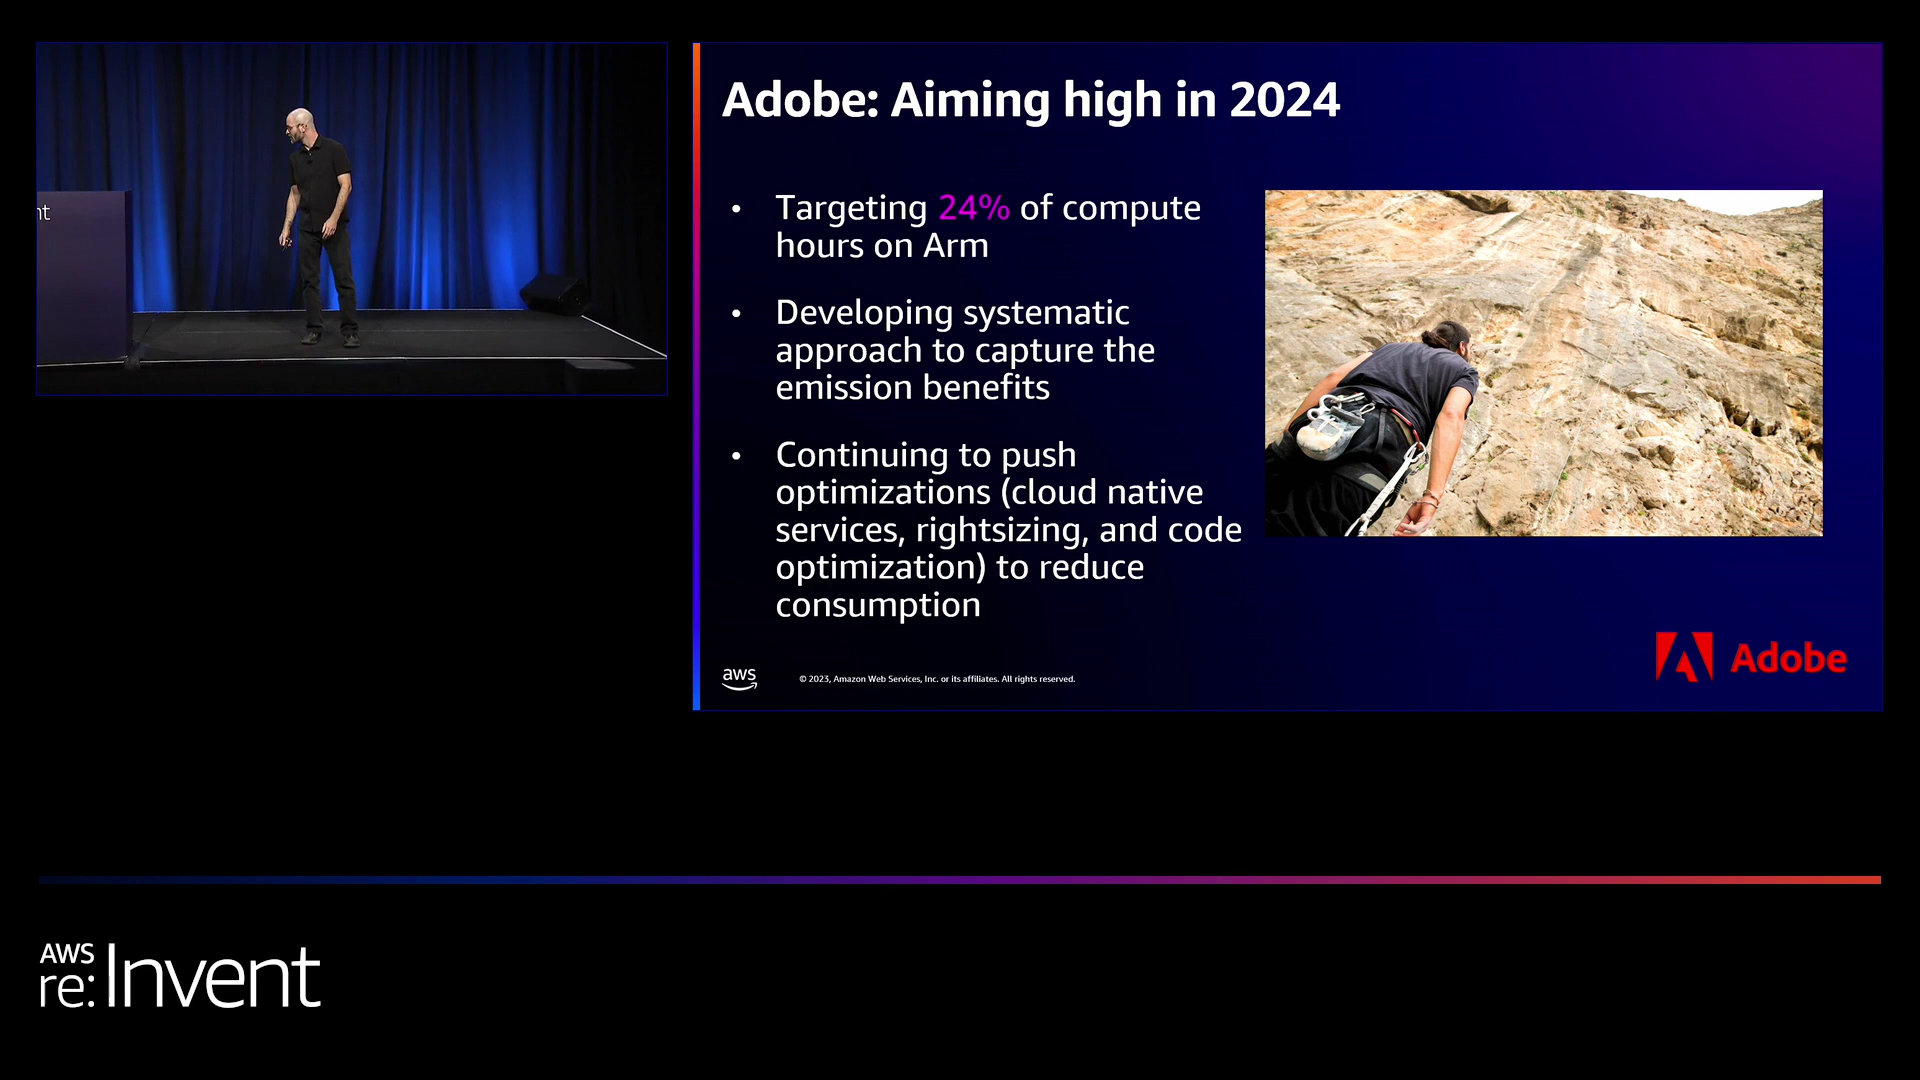 nt
Adobe: Aiming high in 2024
• Targeting 24% of compute
hours on Arm
• Developing systematic
approach to capture the
emission benefits
• Continuing to push
optimizations (cloud native
services, rightsizing, and code
optimization) to reduce
consumption
aws
© 2023, Amazon Web Services, Inc. or its affiliates. All rights reserved.
Adobe
AWS
re:Invent